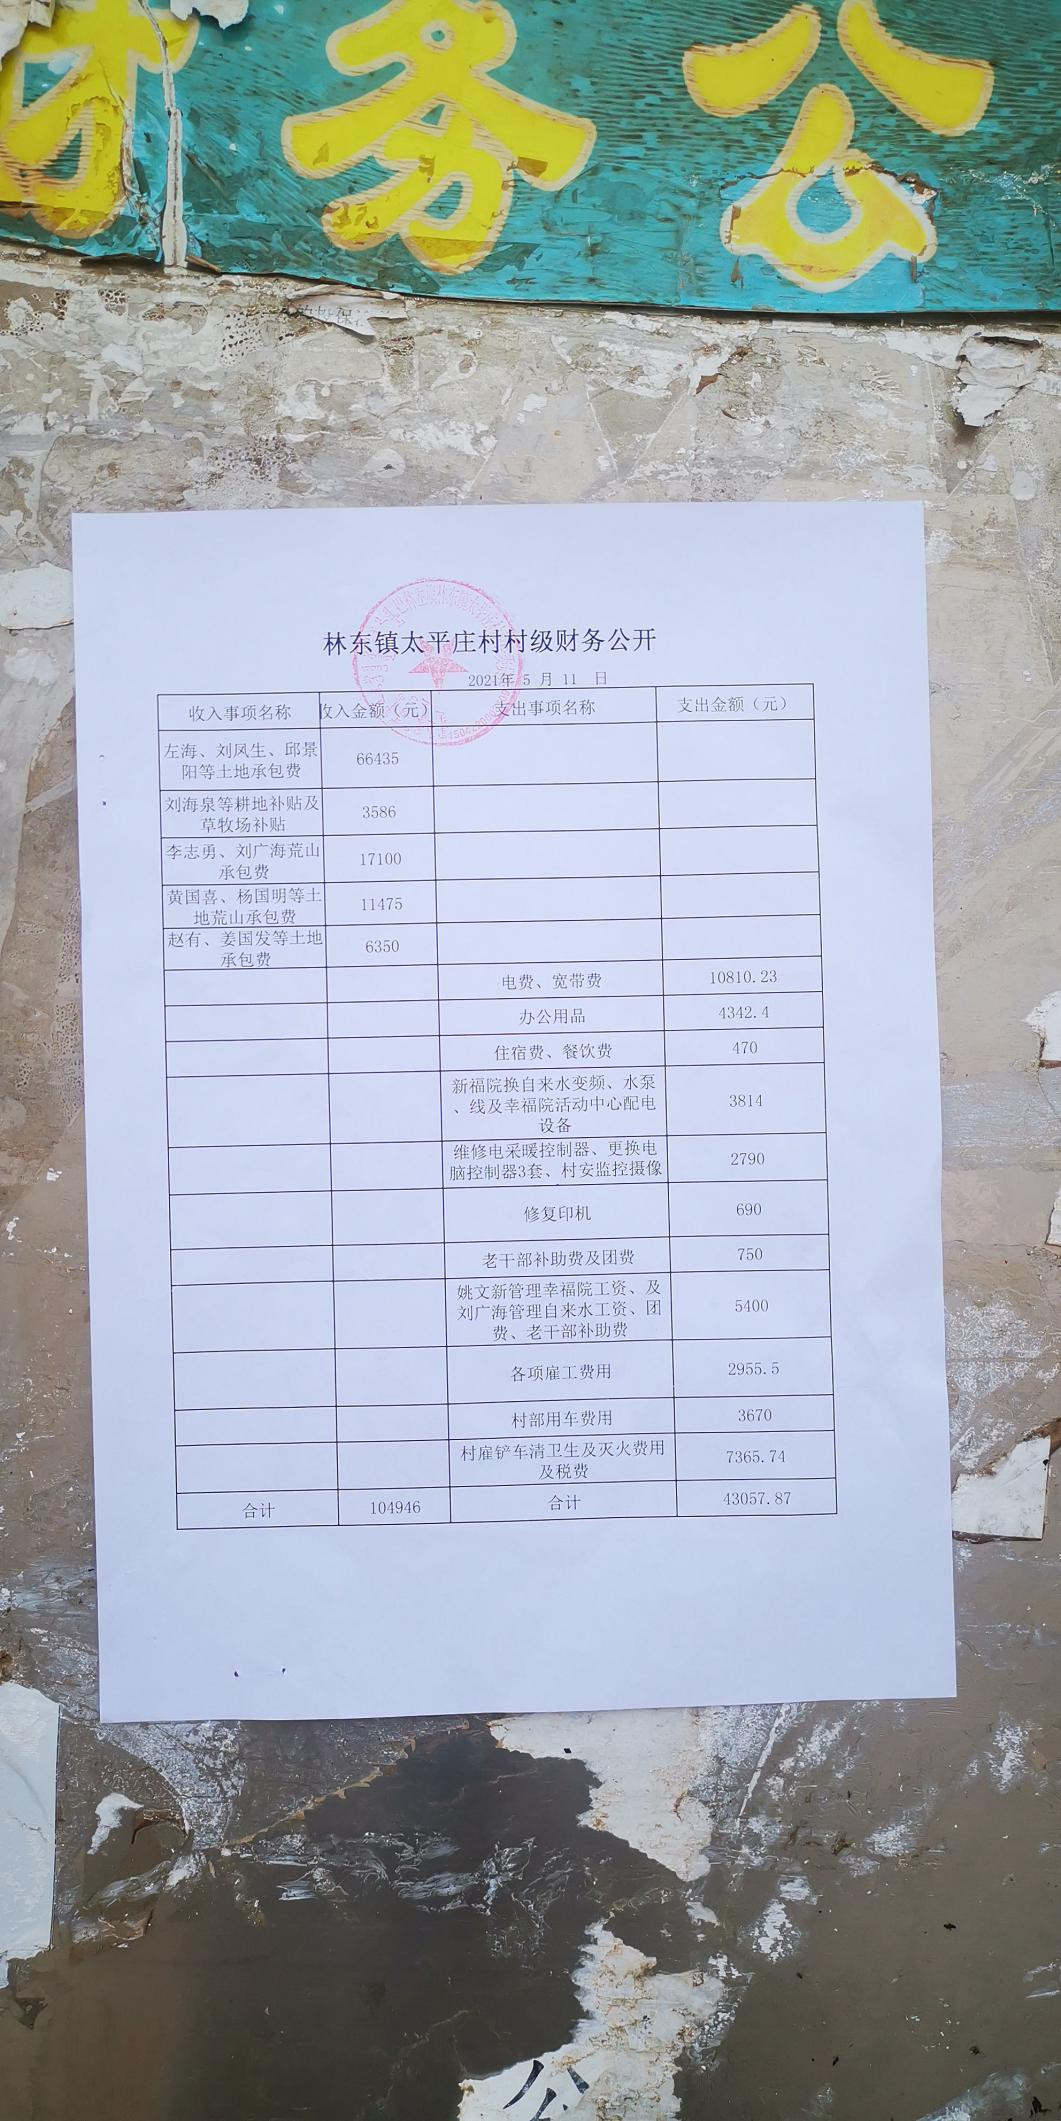 财务公
林东镇太平庄村村级财务公开
2021年 5 月 11 日
收入事项名称 收入金额（元） 支出事项名称 支出金额（元）
左海、刘凤生、邱景
阳等土地承包费 66435
刘海泉等耕地补贴及
草牧场补贴 3586
李志勇、刘广海荒山
承包费 17100
黄国喜、杨国明等土
地荒山承包费 11475
赵有、姜国发等土地
承包费 6350
电费、宽带费 10810.23
办公用品 4342.4
住宿费、餐饮费 470
新福院换自来水变频、水泵
、线及幸福院活动中心配电
设备 3814
维修电采暖控制器、更换电
脑控制器3套、村安监控摄像 2790
修复印机 690
老干部补助费及团费 750
姚文新管理幸福院工资、及
刘广海管理自来水工资、团
费、老干部补助费 5400
各项雇工费用 2955.5
村部用车费用 3670
村雇铲车清卫生及灭火费用
及税费 7365.74
合计 104946 合计 43057.87
公